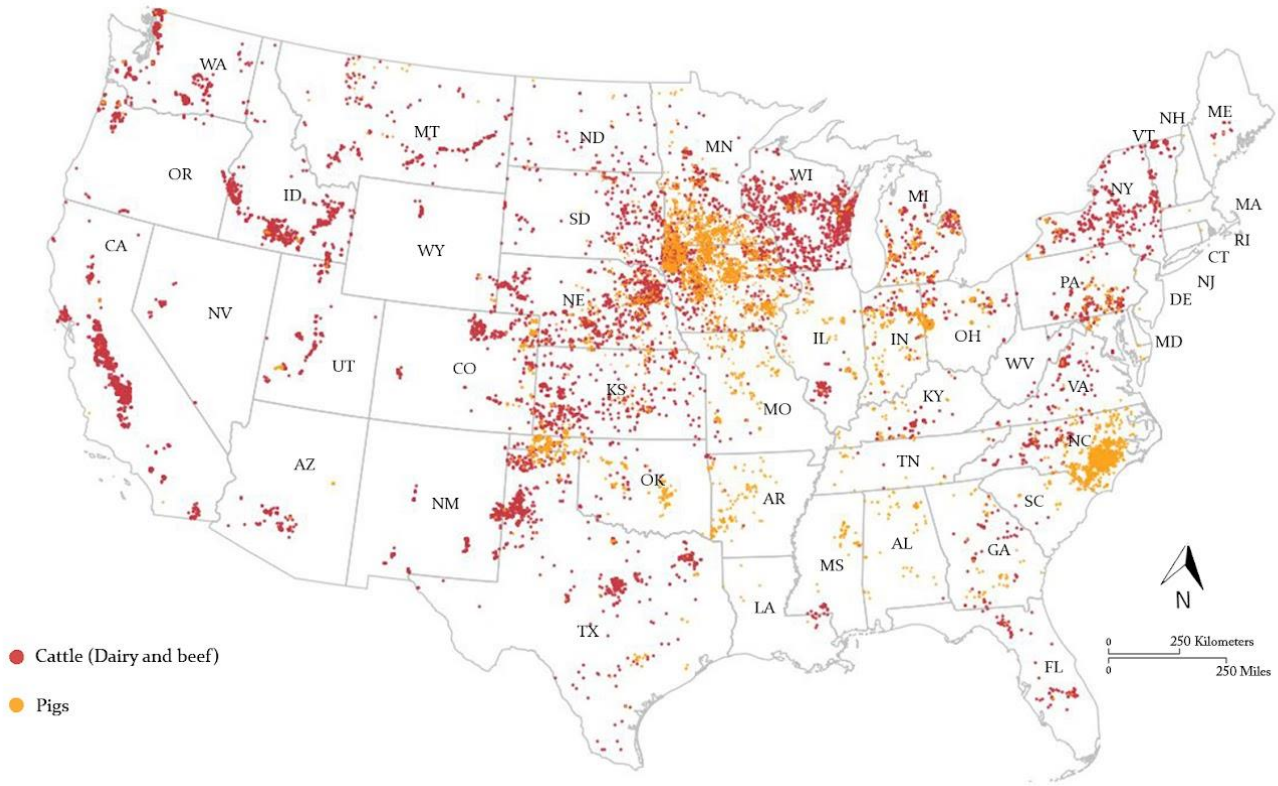 WA
MT
ND
MN
OR
ID
SD
WI
MI
NY
VT
NH
ME
MA
RI
CT
NJ
CA
NV
WY
UT
CO
NE
KS
IL
IN
OH
PA
DE
MD
WV
VA
MO
KY
AZ
NM
OK
AR
TN
NC
SC
TX
LA
MS
AL
GA
FL
N
0 250 Kilometers
0 250 Miles
Cattle (Dairy and beef)
Pigs